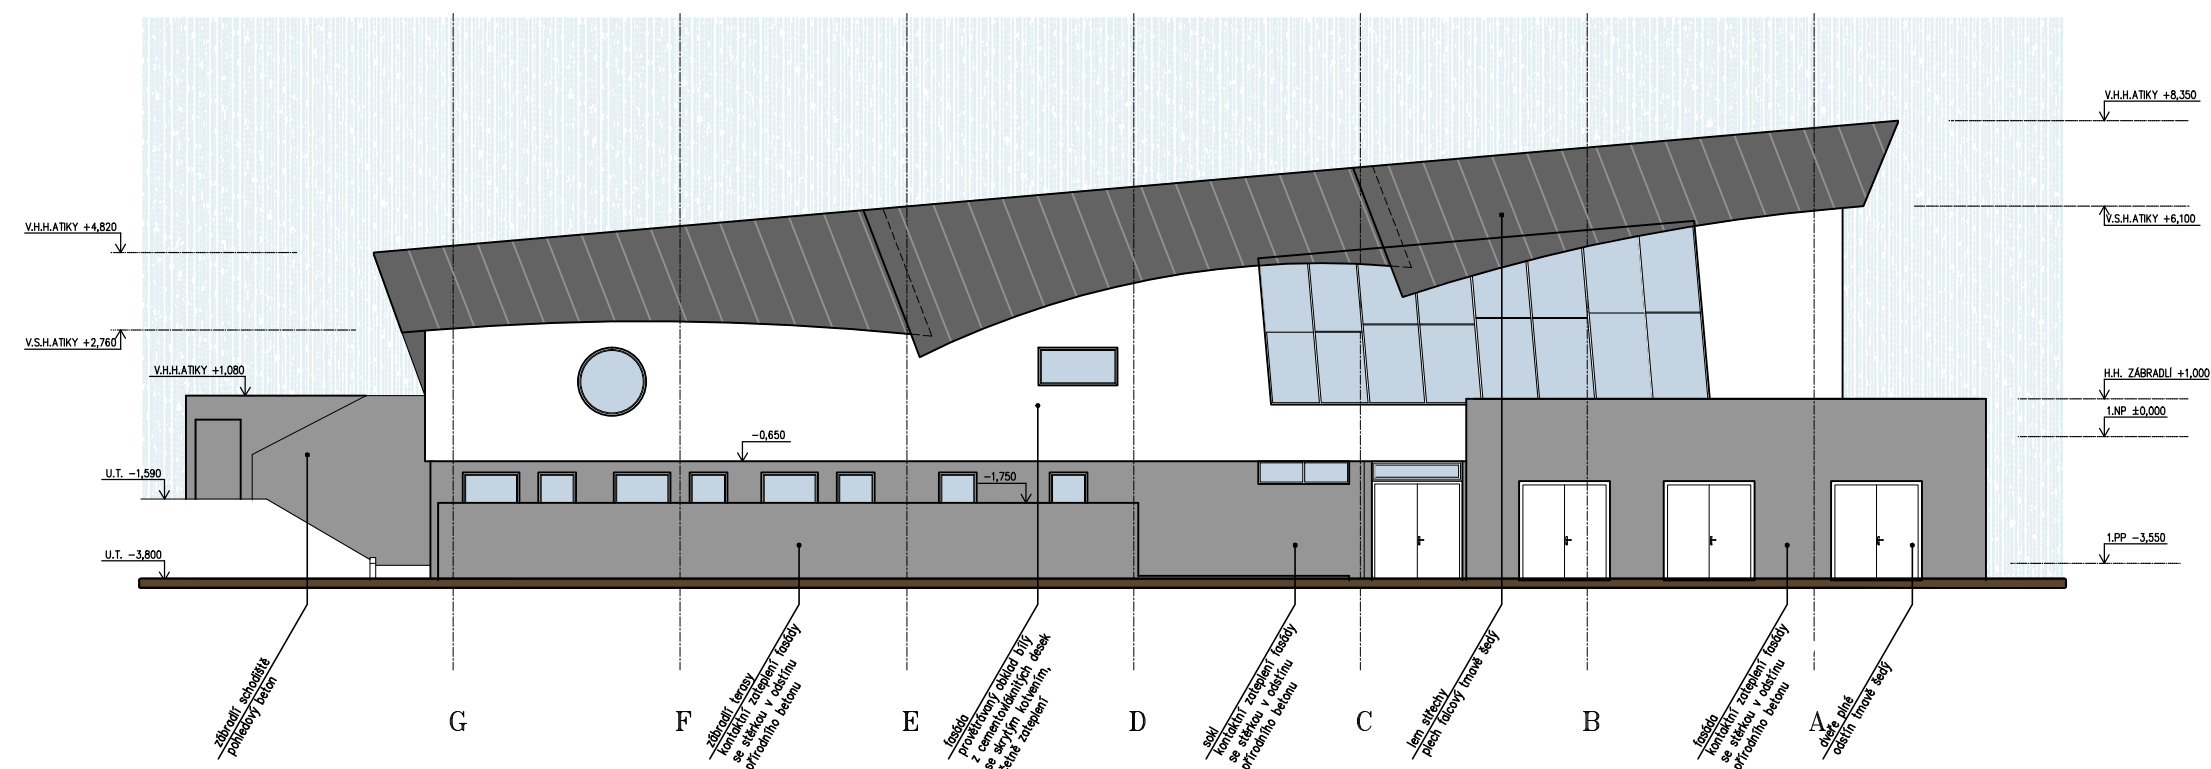 V.H.H.ATIKY +8,350
V.H.H.ATIKY +4,820
V.S.H.ATIKY +6,100
V.S.H.ATIKY +2,760
V.H.H.ATIKY +1,080
H.H. ZÁBRADLÍ +1,000
1.NP ±0,000
-0,650
U.T. -1,590
-1,750
U.T. -3,800
1.PP -3,550
zábradlí schodiště
pohledový beton
G
F
zábradlí terasy
kontaktní zateplení fasády
se stěrkou v odstínu
přírodního betonu
E
fasáda
provětrávaný obklad bílý
z cementovláknitých desek
se skrytým kotvením,
zateplení
D
sokl
kontaktní zateplení fasády
se stěrkou v odstínu
přírodního betonu
C
lem střechy
plech falcový tmavě šedý
B
fasáda
kontaktní zateplení fasády
se stěrkou v odstínu
přírodního betonu
A
dveře plné
odstín tmavě šedý